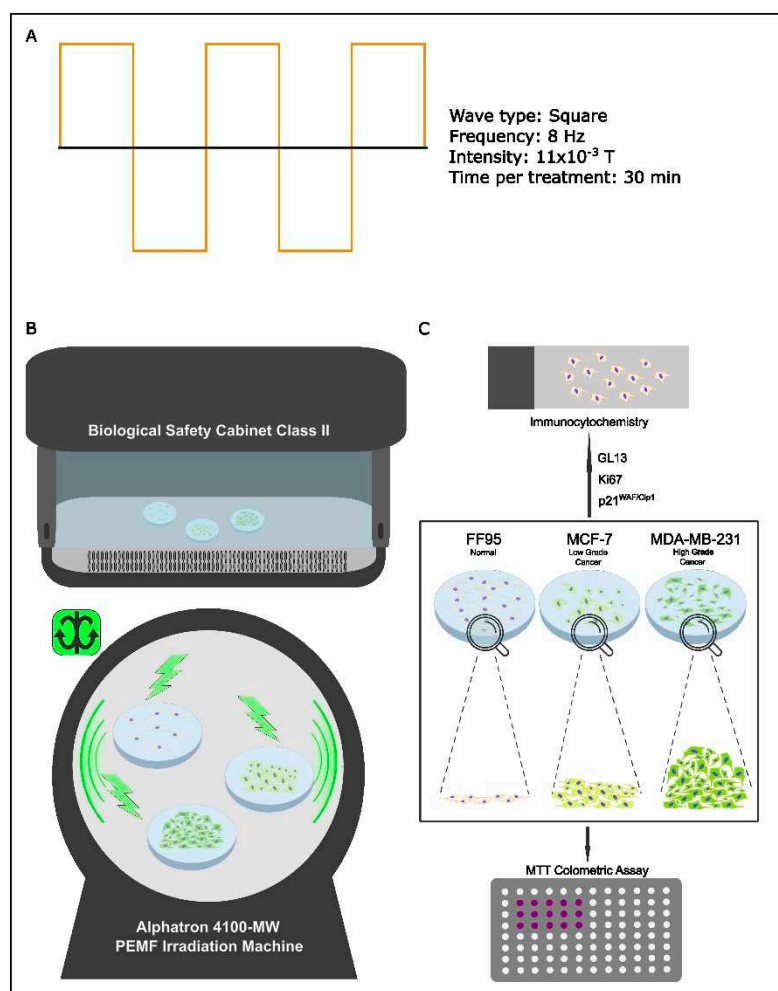 A
Wave type: Square
Frequency: 8 Hz
Intensity: 11x10⁻³ T
Time per treatment: 30 min
B
Biological Safety Cabinet Class II
Alphatron 4100-MW
PEMF Irradiation Machine
C
Immunocytochemistry
GL13
Ki67
p21ᵂᴬᶠ/ᶜⁱᵖ¹
FF95
Normal
MCF-7
Low Grade
Cancer
MDA-MB-231
High Grade
Cancer
MTT Colometric Assay